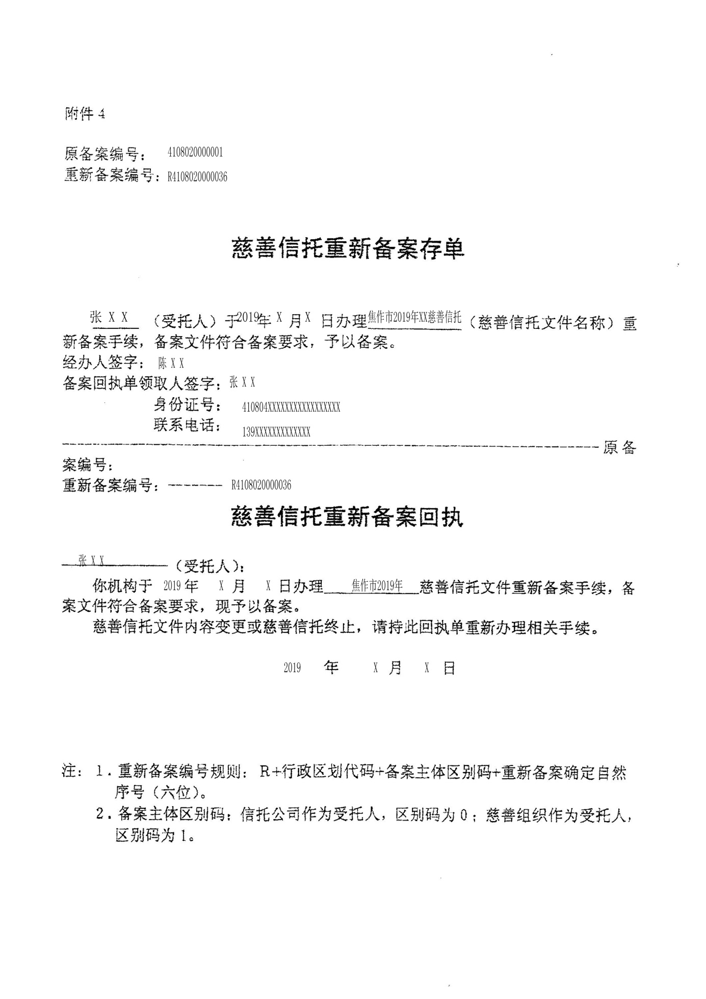 附件 4
原备案编号： 4108020000001
重新备案编号：R4108020000036
慈善信托重新备案存单
张 X X （受托人）于2019年 X 月X 日办理焦作市2019年XX慈善信托（慈善信托文件名称）重
新备案手续，备案文件符合备案要求，予以备案。
经办人签字： 陈 X X
备案回执单领取人签字：张 X X
身份证号： 410804XXXXXXXXXXXXXXXXX
联系电话： 139XXXXXXXXXXXXX
原备
案编号：
重新备案编号：------- R4108020000036
慈善信托重新备案回执
张 X X （受托人）：
你机构于 2019 年 X 月 X 日办理 焦作市2019年 慈善信托文件重新备案手续，备
案文件符合备案要求，现予以备案。
慈善信托文件内容变更或慈善信托终止，请持此回执单重新办理相关手续。
2019 年 X 月 X 日
注： 1．重新备案编号规则：R+行政区划代码+备案主体区别码+重新备案确定自然
序号（六位）。
2．备案主体区别码：信托公司作为受托人，区别码为 0；慈善组织作为受托人，
区别码为 1。